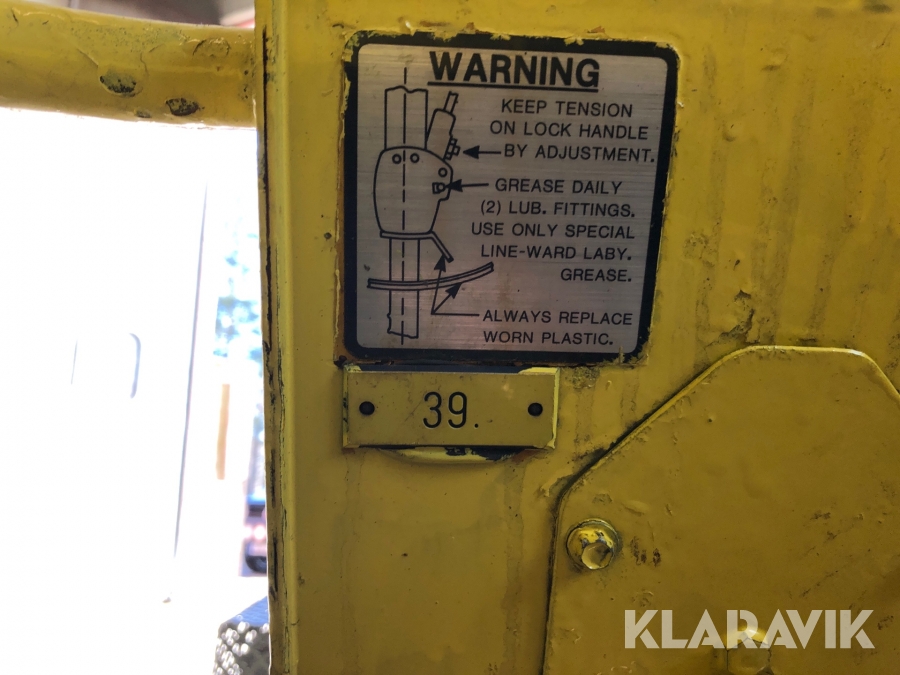 WARNING
KEEP TENSION
ON LOCK HANDLE
BY ADJUSTMENT.
GREASE DAILY
(2) LUB. FITTINGS.
USE ONLY SPECIAL
LINE-WARD LABY.
GREASE.
ALWAYS REPLACE
WORN PLASTIC.
39.
KLARAVIK